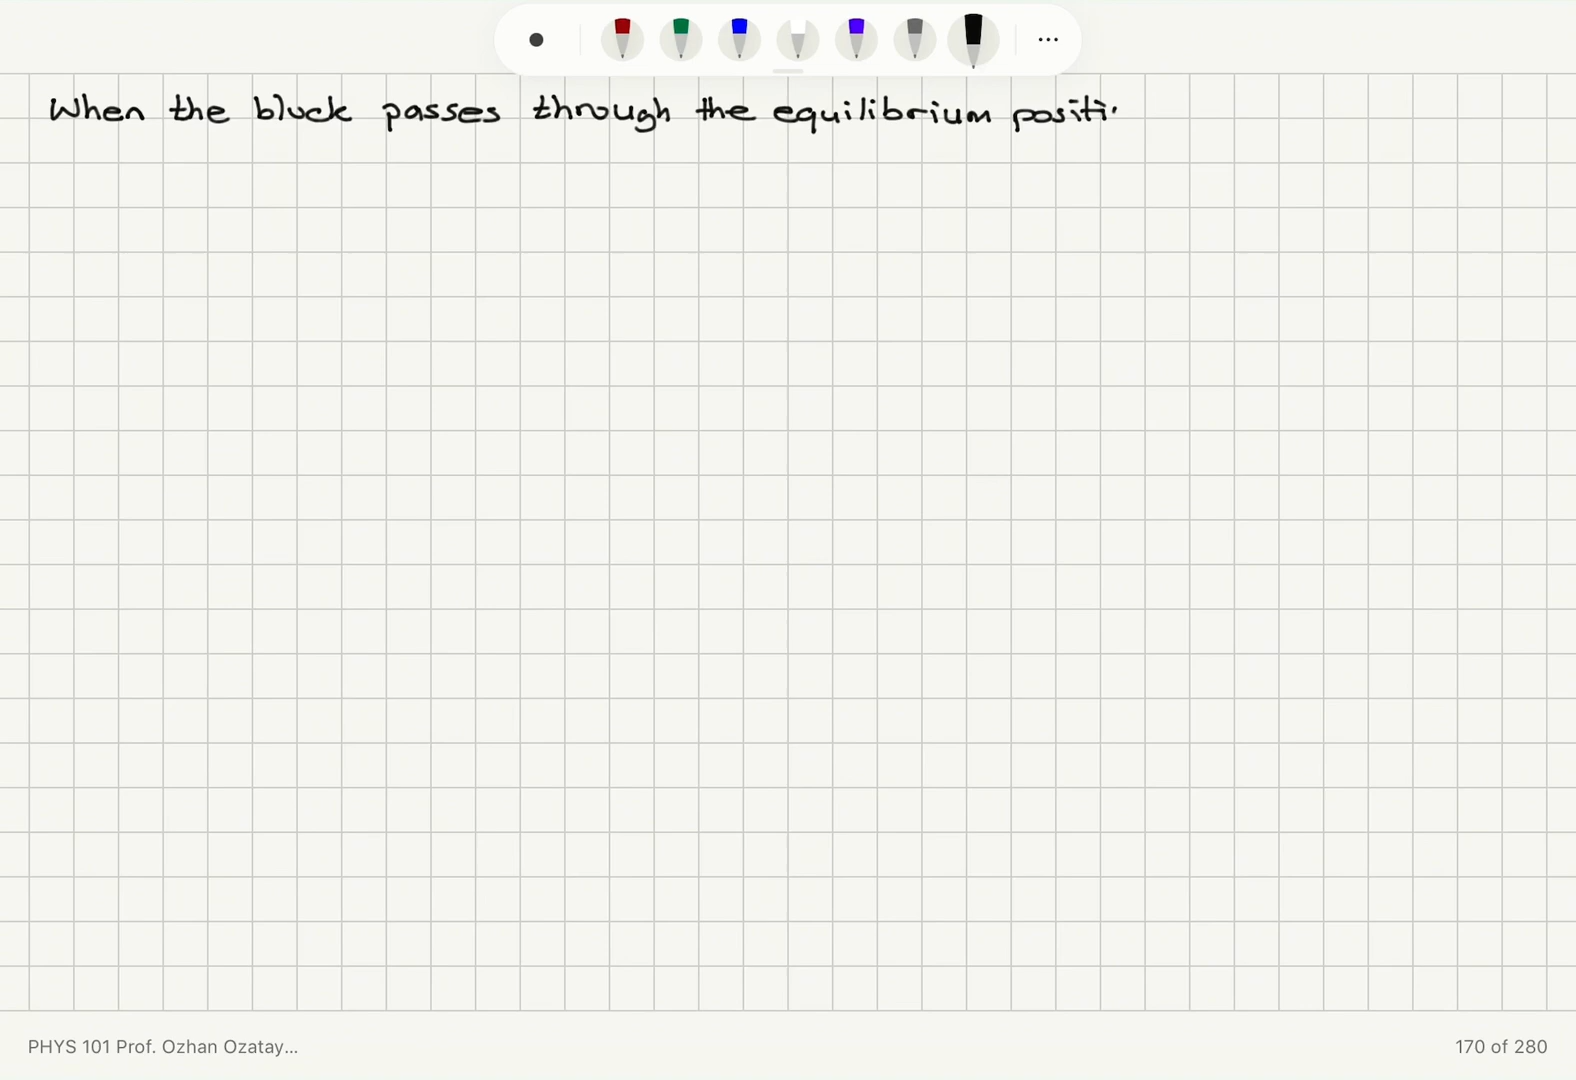 When the block passes through the equilibrium positi
PHYS 101 Prof. Ozhan Ozatay...
170 of 280